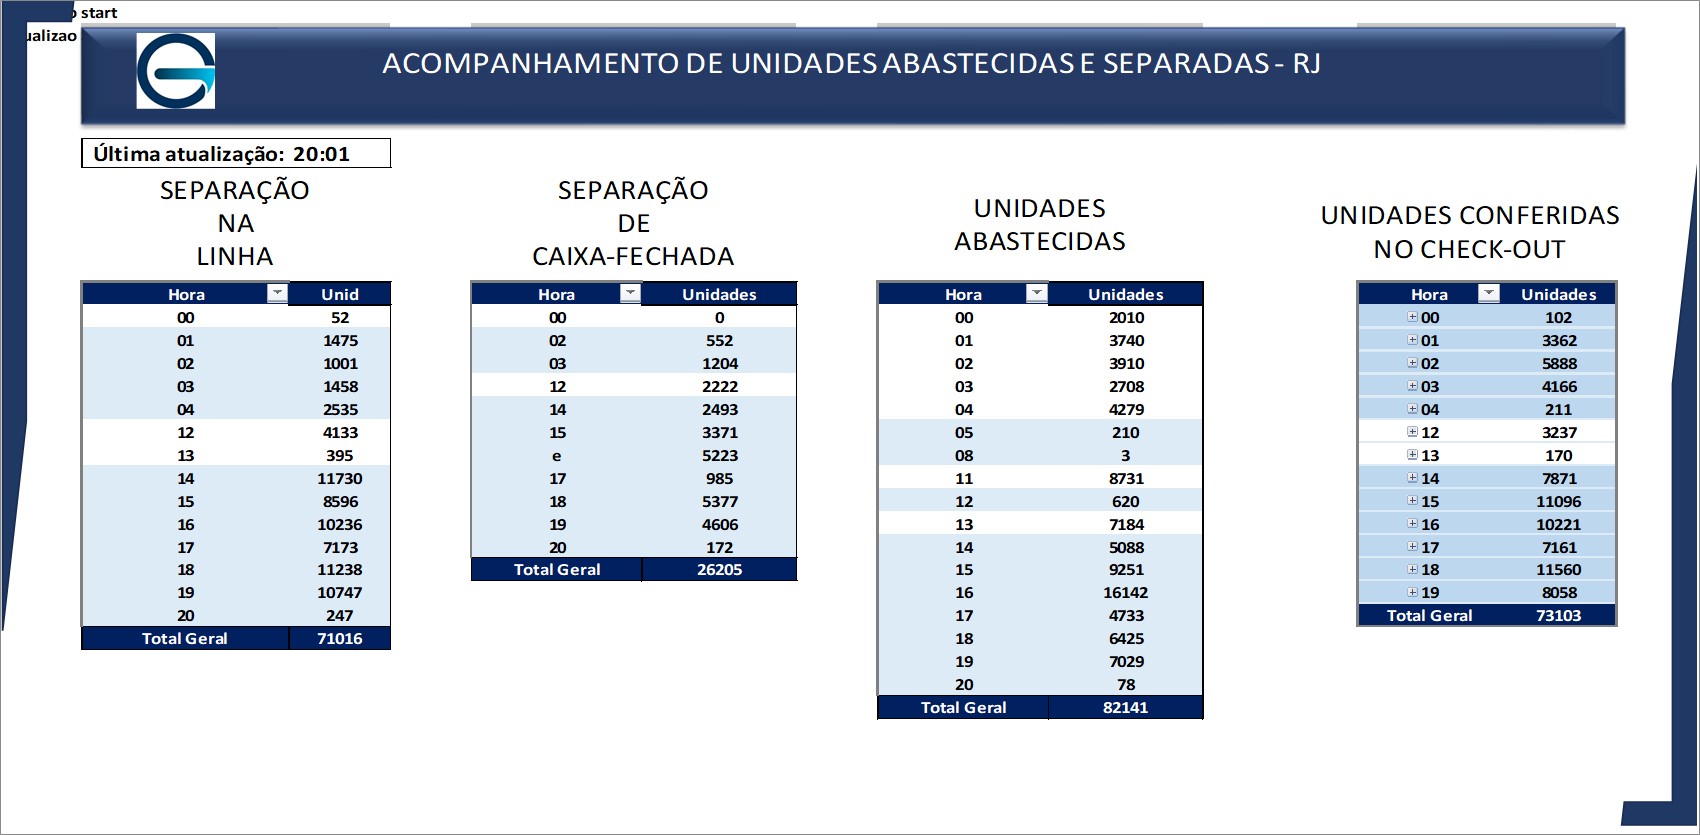 start
ualizao
ACOMPANHAMENTO DE UNIDADES ABASTECIDAS E SEPARADAS - RJ
Última atualização: 20:01
SEPARAÇÃO
NA
LINHA
Hora Unid
00 52
01 1475
02 1001
03 1458
04 2535
12 4133
13 395
14 11730
15 8596
16 10236
17 7173
18 11238
19 10747
20 247
Total Geral 71016
SEPARAÇÃO
DE
CAIXA-FECHADA
Hora Unidades
00 0
02 552
03 1204
12 2222
14 2493
15 3371
e 5223
17 985
18 5377
19 4606
20 172
Total Geral 26205
UNIDADES
ABASTECIDAS
Hora Unidades
00 2010
01 3740
02 3910
03 2708
04 4279
05 210
08 3
11 8731
12 620
13 7184
14 5088
15 9251
16 16142
17 4733
18 6425
19 7029
20 78
Total Geral 82141
UNIDADES CONFERIDAS
NO CHECK-OUT
Hora Unidades
00 102
01 3362
02 5888
03 4166
04 211
12 3237
13 170
14 7871
15 11096
16 10221
17 7161
18 11560
19 8058
Total Geral 73103